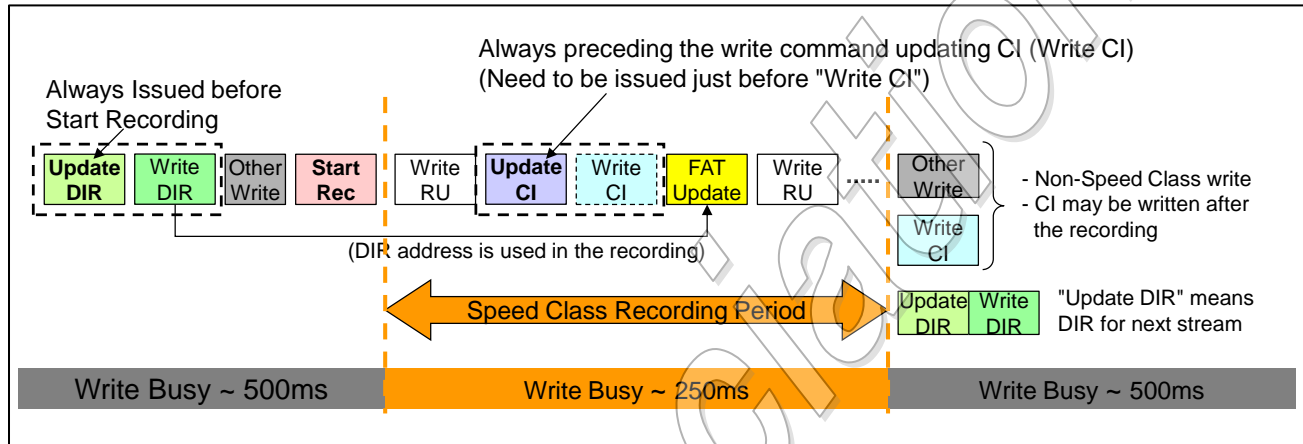 Always preceding the write command updating CI (Write CI)
(Need to be issued just before "Write CI")
Always Issued before
Start Recording
Update
DIR
Write
DIR
Other
Write
Start
Rec
Write
RU
Update
CI
Write
CI
FAT
Update
Write
RU
.....
Other
Write
Write
CI
- Non-Speed Class write
- CI may be written after
the recording
(DIR address is used in the recording)
Speed Class Recording Period
Update
DIR
Write
DIR
"Update DIR" means
DIR for next stream
Write Busy ~ 500ms
Write Busy ~ 250ms
Write Busy ~ 500ms
ciation